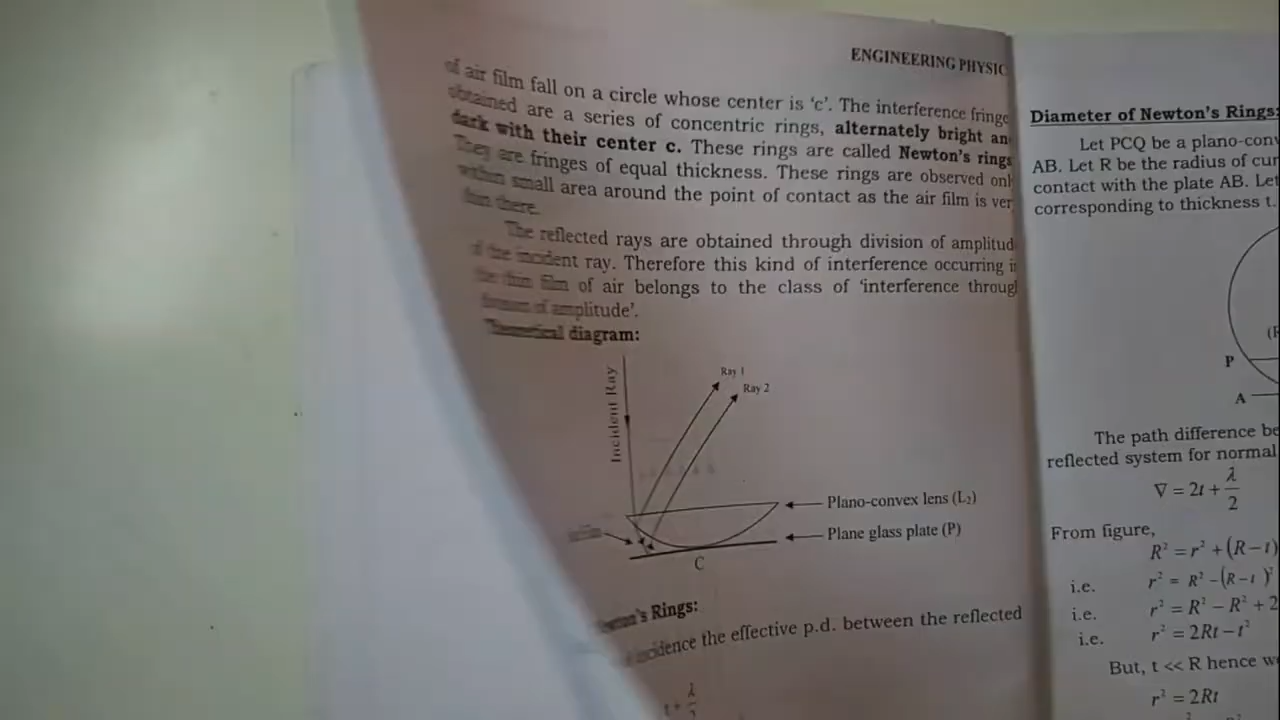 ENGINEERING PHYSIC
of air film fall on a circle whose center is 'c'. The interference fringe
obtained are a series of concentric rings, alternately bright an
dark with their center c. These rings are called Newton's rings
They are fringes of equal thickness. These rings are observed onl
within small area around the point of contact as the air film is ver
thin there.
The reflected rays are obtained through division of amplitud
of the incident ray. Therefore this kind of interference occurring i
the thin film of air belongs to the class of 'interference throug
division of amplitude'.
Theoretical diagram:
Incident Ray
Ray 1
Ray 2
Plano-convex lens (L₂)
Plane glass plate (P)
C
Newton's Rings:
incidence the effective p.d. between the reflected
t + λ/2
Diameter of Newton's Rings:
Let PCQ be a plano-conv
AB. Let R be the radius of cur
contact with the plate AB. Let
corresponding to thickness t.
(R
P
A
The path difference be
reflected system for normal
∇ = 2t + λ/2
From figure,
R² = r² + (R – t)
i.e. r² = R² – (R – t)²
i.e. r² = R² – R² + 2
i.e. r² = 2Rt – t²
But, t << R hence we
r² = 2Rt